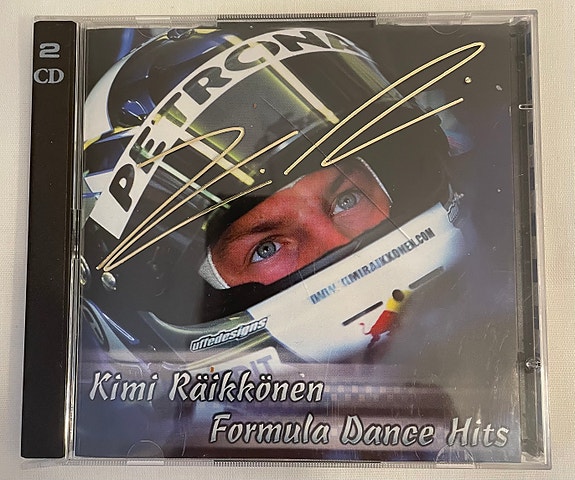 2
CD
PETRONA
WWW.KIMIRAIKKONEN.COM
uffedesigns
Kimi Räikkönen
Formula Dance Hits